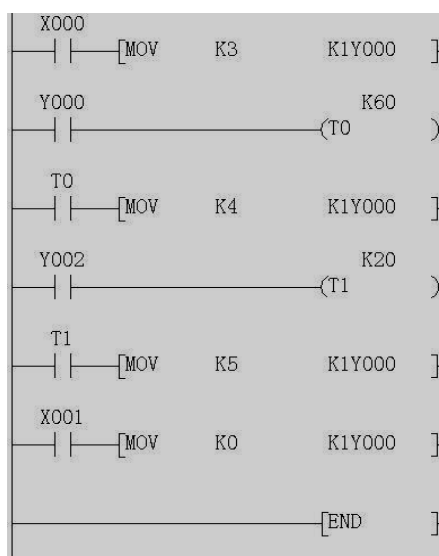 X000
[MOV K3 K1Y000 ]
Y000 K60
(T0 )
T0
[MOV K4 K1Y000 ]
Y002 K20
(T1 )
T1
[MOV K5 K1Y000 ]
X001
[MOV K0 K1Y000 ]
[END ]